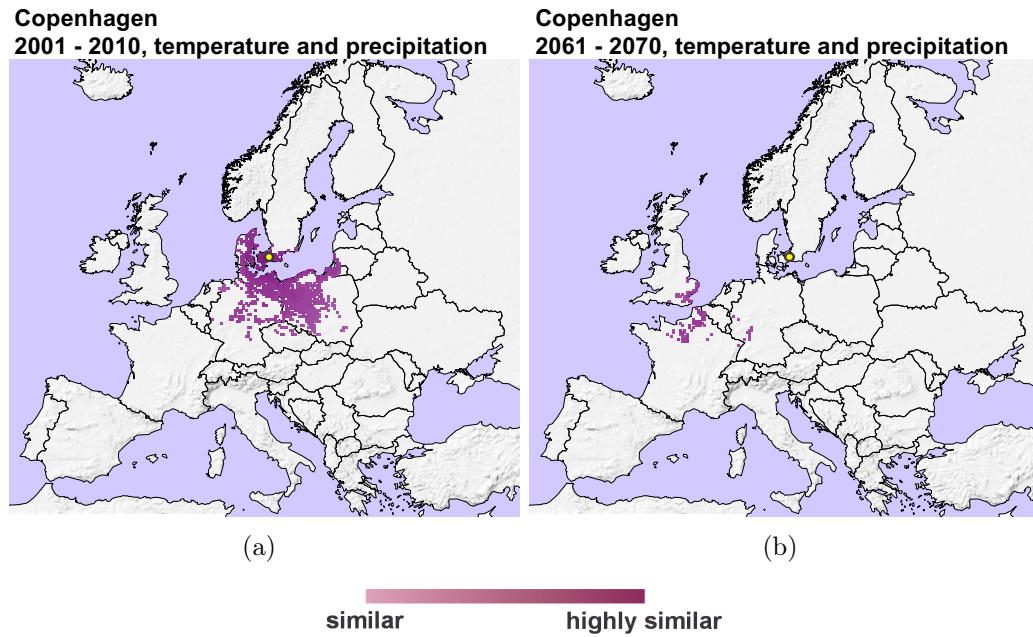 Copenhagen
2001 - 2010, temperature and precipitation
Copenhagen
2061 - 2070, temperature and precipitation
(a)
(b)
similar
highly similar